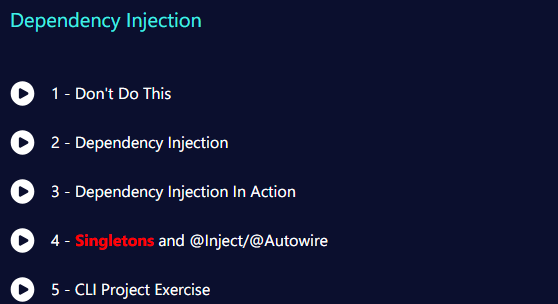 Dependency Injection
1 - Don't Do This
2 - Dependency Injection
3 - Dependency Injection In Action
4 - Singletons and @Inject/@Autowire
5 - CLI Project Exercise